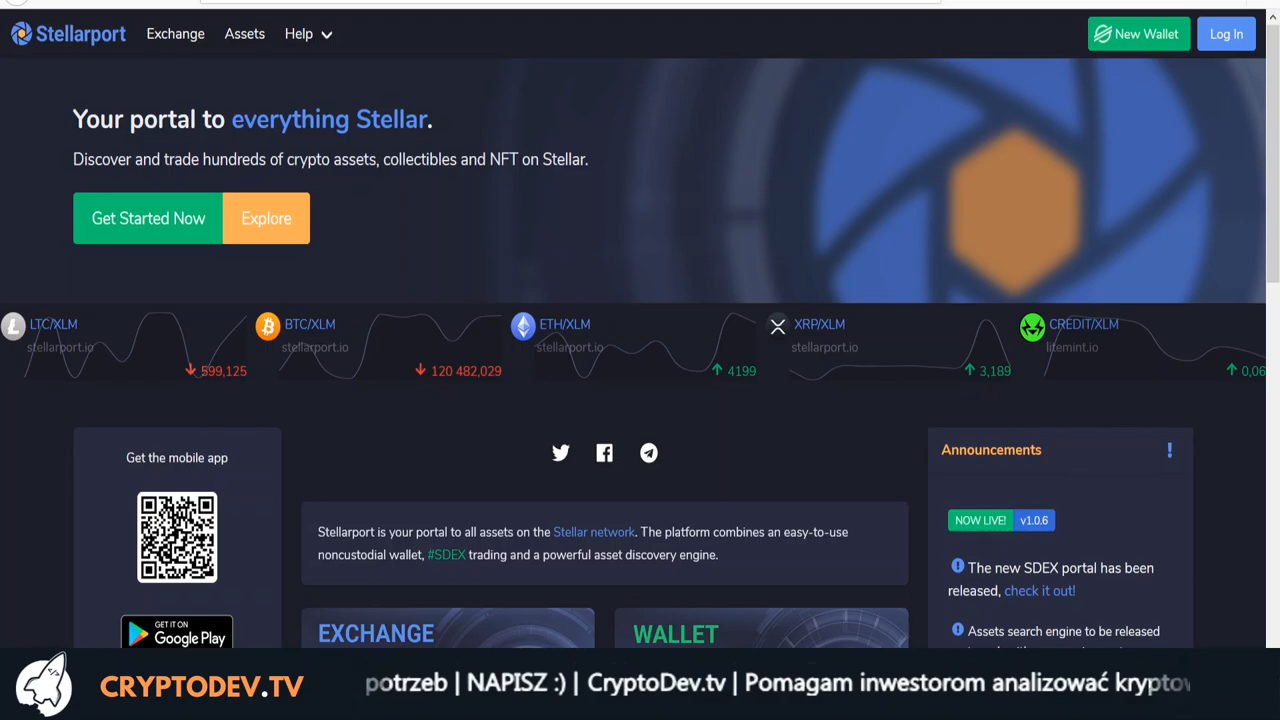 Stellarport Exchange Assets Help New Wallet Log In
Your portal to everything Stellar.
Discover and trade hundreds of crypto assets, collectibles and NFT on Stellar.
Get Started Now Explore
LTC/XLM
stellarport.io
599,125
BTC/XLM
stellarport.io
120 482,029
ETH/XLM
stellarport.io
4199
XRP/XLM
stellarport.io
3,189
CREDIT/XLM
litemint.io
0,06
Get the mobile app
GET IT ON
Google Play
Stellarport is your portal to all assets on the Stellar network. The platform combines an easy-to-use
noncustodial wallet, #SDEX trading and a powerful asset discovery engine.
EXCHANGE
WALLET
Announcements
NOW LIVE! v1.0.6
The new SDEX portal has been
released, check it out!
Assets search engine to be released
CRYPTODEV.TV
potrzeb | NAPISZ :) | CryptoDev.tv | Pomagam inwestorom analizować kryptov